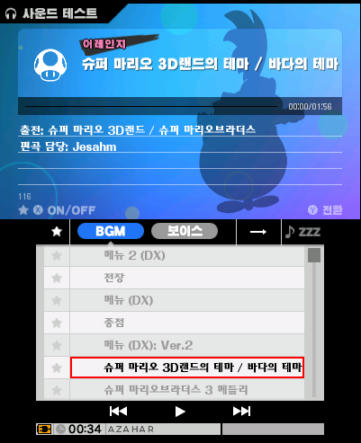 사운드 테스트
어레인지
슈퍼 마리오 3D랜드의 테마 / 바다의 테마
00:00/01:56
출전: 슈퍼 마리오 3D랜드 / 슈퍼 마리오브라더스
편곡 담당: Jesahm
116
★ Ⓧ ON/OFF
Ⓨ 전환
★ BGM 보이스 → ♪ zzz
메뉴 2 (DX)
전장
메뉴 (DX)
종점
메뉴 (DX): Ver.2
슈퍼 마리오 3D랜드의 테마 / 바다의 테마
슈퍼 마리오브라더스 3 메들리
00:34 AZAHAR